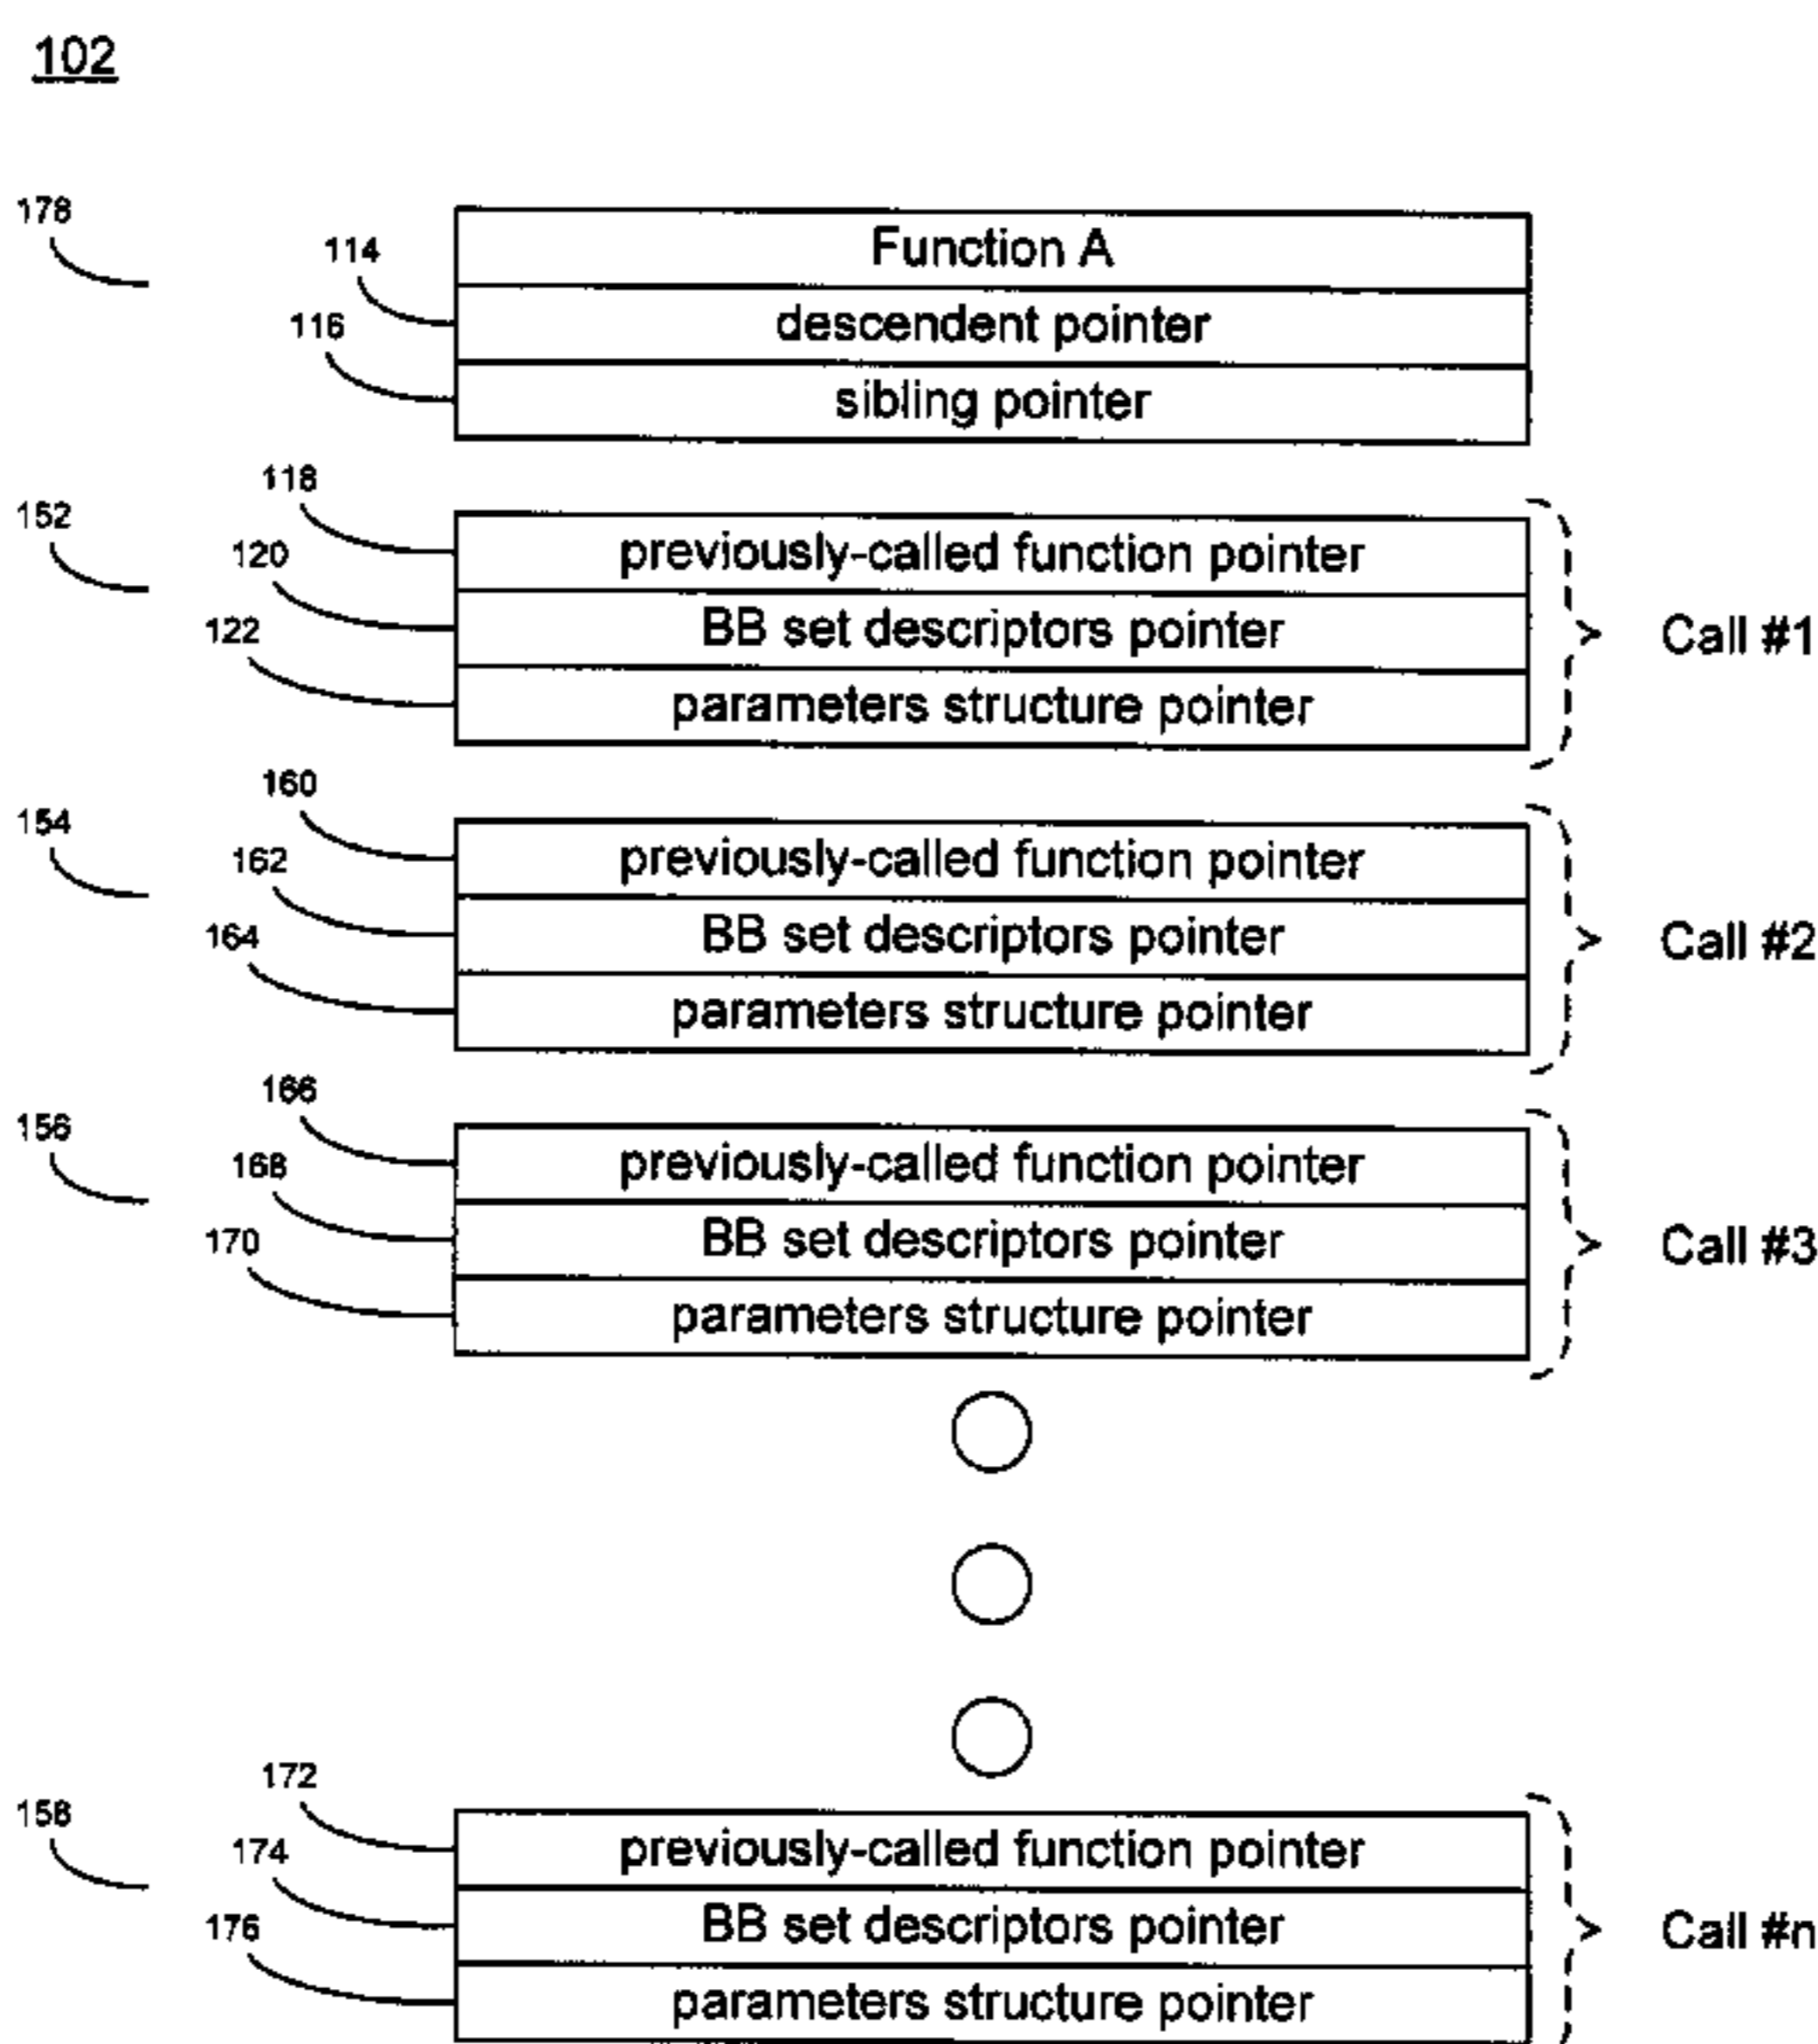 102
178
114
116
Function A
descendent pointer
sibling pointer
152
118
120
122
previously-called function pointer
BB set descriptors pointer
parameters structure pointer
Call #1
154
160
162
164
previously-called function pointer
BB set descriptors pointer
parameters structure pointer
Call #2
156
166
168
170
previously-called function pointer
BB set descriptors pointer
parameters structure pointer
Call #3
158
172
174
176
previously-called function pointer
BB set descriptors pointer
parameters structure pointer
Call #n